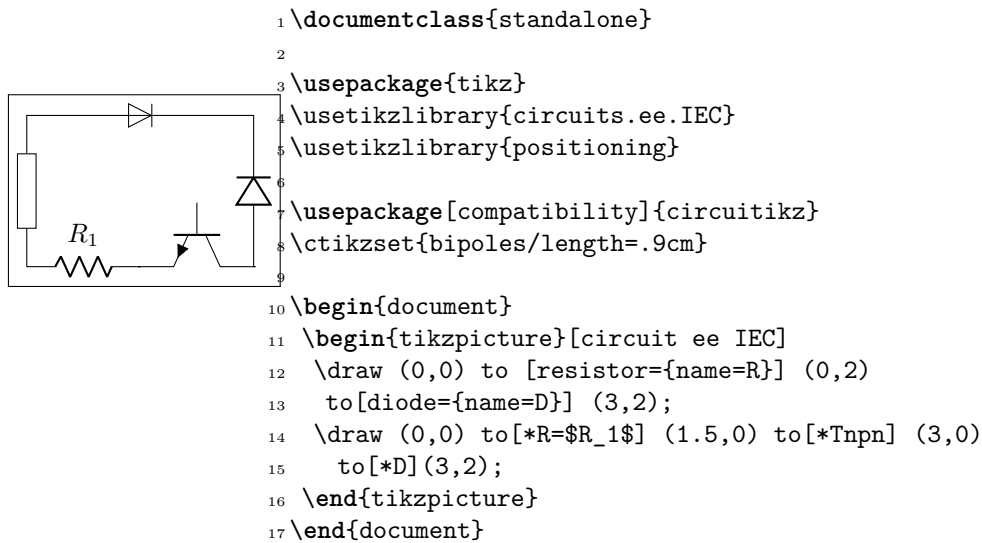 1 \documentclass{standalone}
2
3 \usepackage{tikz}
4 \usetikzlibrary{circuits.ee.IEC}
5 \usetikzlibrary{positioning}
6
7 \usepackage[compatibility]{circuitikz}
8 \ctikzset{bipoles/length=.9cm}
9
10 \begin{document}
11 \begin{tikzpicture}[circuit ee IEC]
12 \draw (0,0) to [resistor={name=R}] (0,2)
13 to[diode={name=D}] (3,2);
14 \draw (0,0) to[*R=$R_1$] (1.5,0) to[*Tnpn] (3,0)
15 to[*D](3,2);
16 \end{tikzpicture}
17 \end{document}
R₁